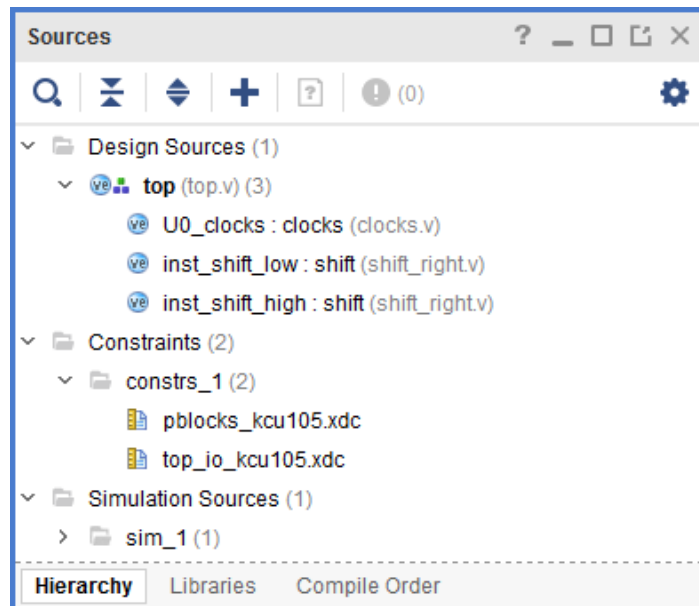 Sources
(0)
Design Sources (1)
top (top.v) (3)
U0_clocks : clocks (clocks.v)
inst_shift_low : shift (shift_right.v)
inst_shift_high : shift (shift_right.v)
Constraints (2)
constrs_1 (2)
pblocks_kcu105.xdc
top_io_kcu105.xdc
Simulation Sources (1)
sim_1 (1)
Hierarchy Libraries Compile Order